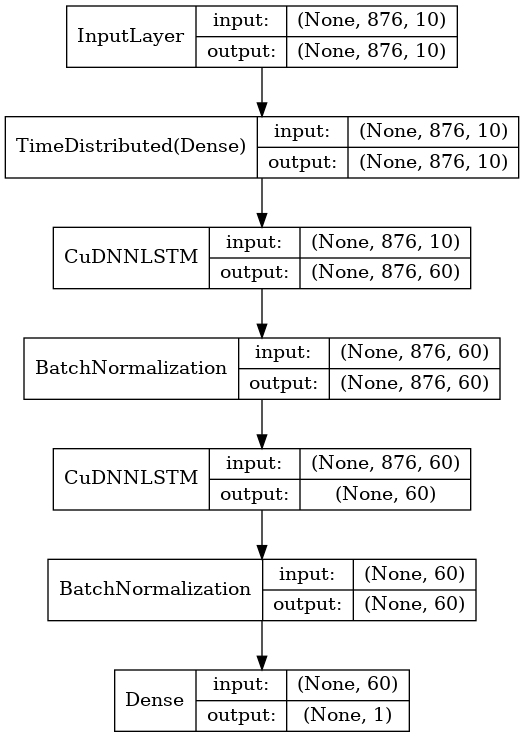 InputLayer
input: (None, 876, 10)
output: (None, 876, 10)
TimeDistributed(Dense)
input: (None, 876, 10)
output: (None, 876, 10)
CuDNNLSTM
input: (None, 876, 10)
output: (None, 876, 60)
BatchNormalization
input: (None, 876, 60)
output: (None, 876, 60)
CuDNNLSTM
input: (None, 876, 60)
output: (None, 60)
BatchNormalization
input: (None, 60)
output: (None, 60)
Dense
input: (None, 60)
output: (None, 1)